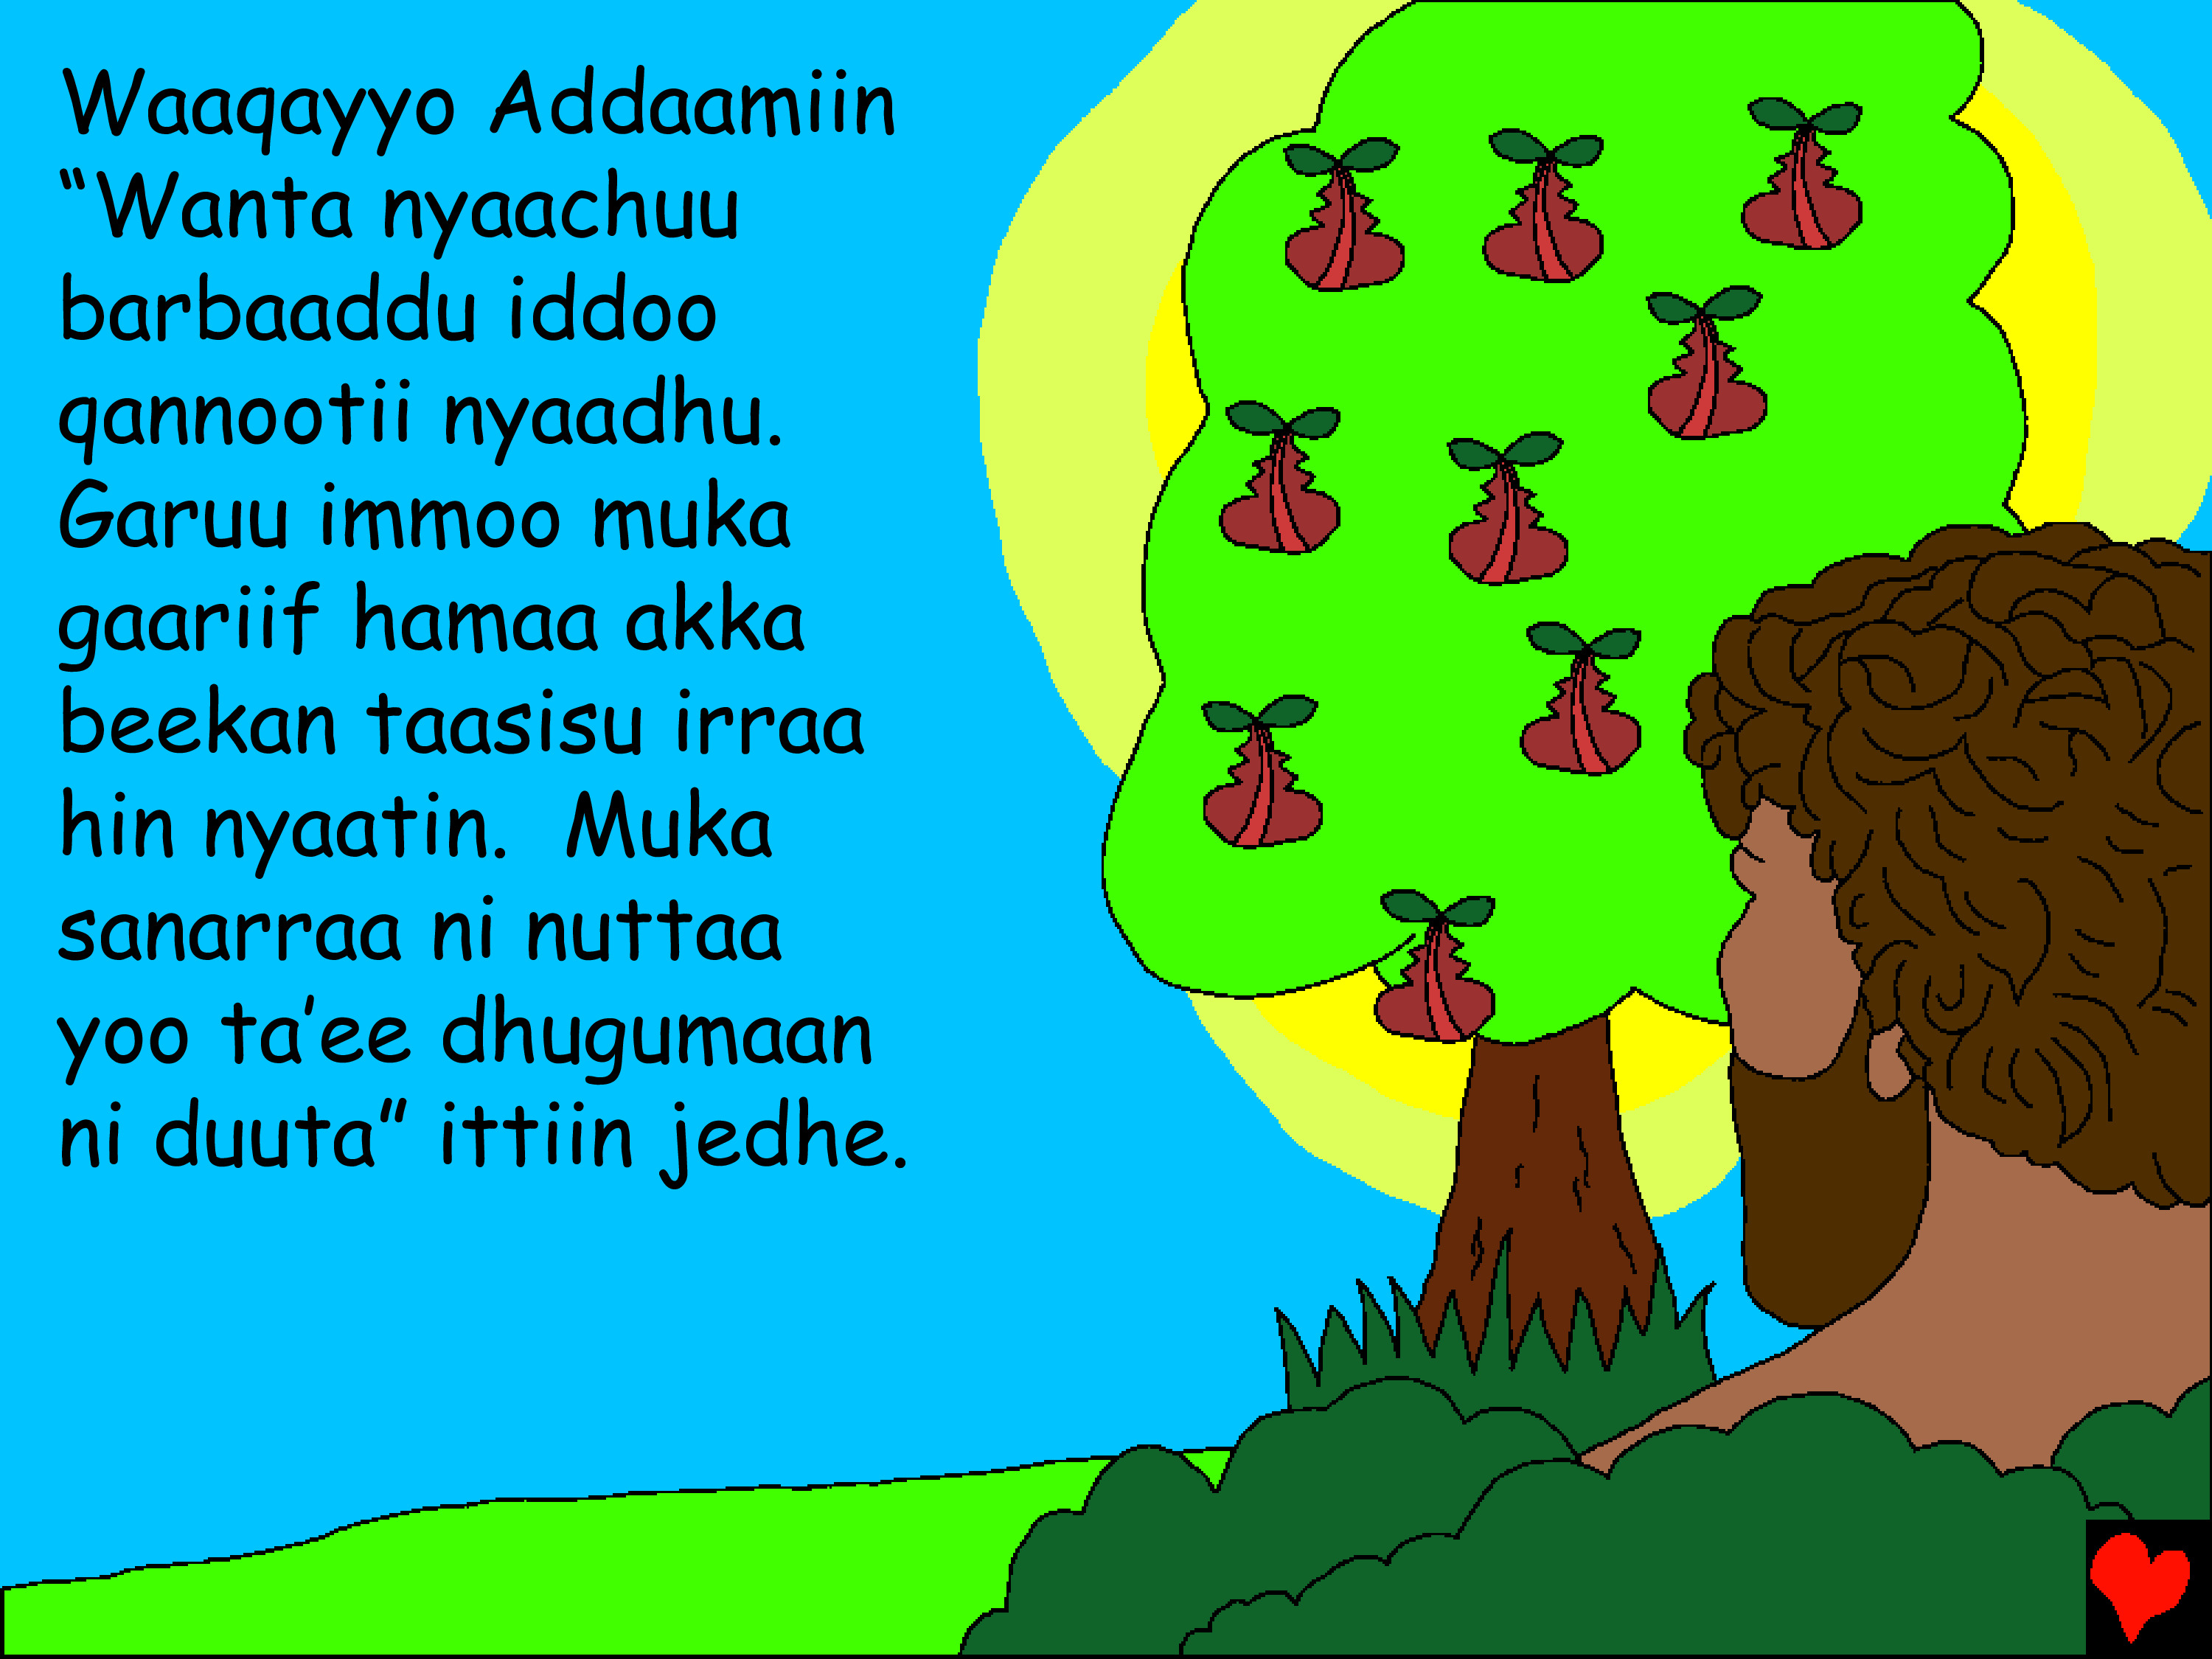 Waaqayyo Addaamiin
“Wanta nyaachuu
barbaaddu iddoo
qannootii nyaadhu.
Garuu immoo muka
gaariif hamaa akka
beekan taasisu irraa
hin nyaatin.  Muka
sanarraa ni nuttaa
yoo ta’ee dhugumaan
ni duuta” ittiin jedhe.